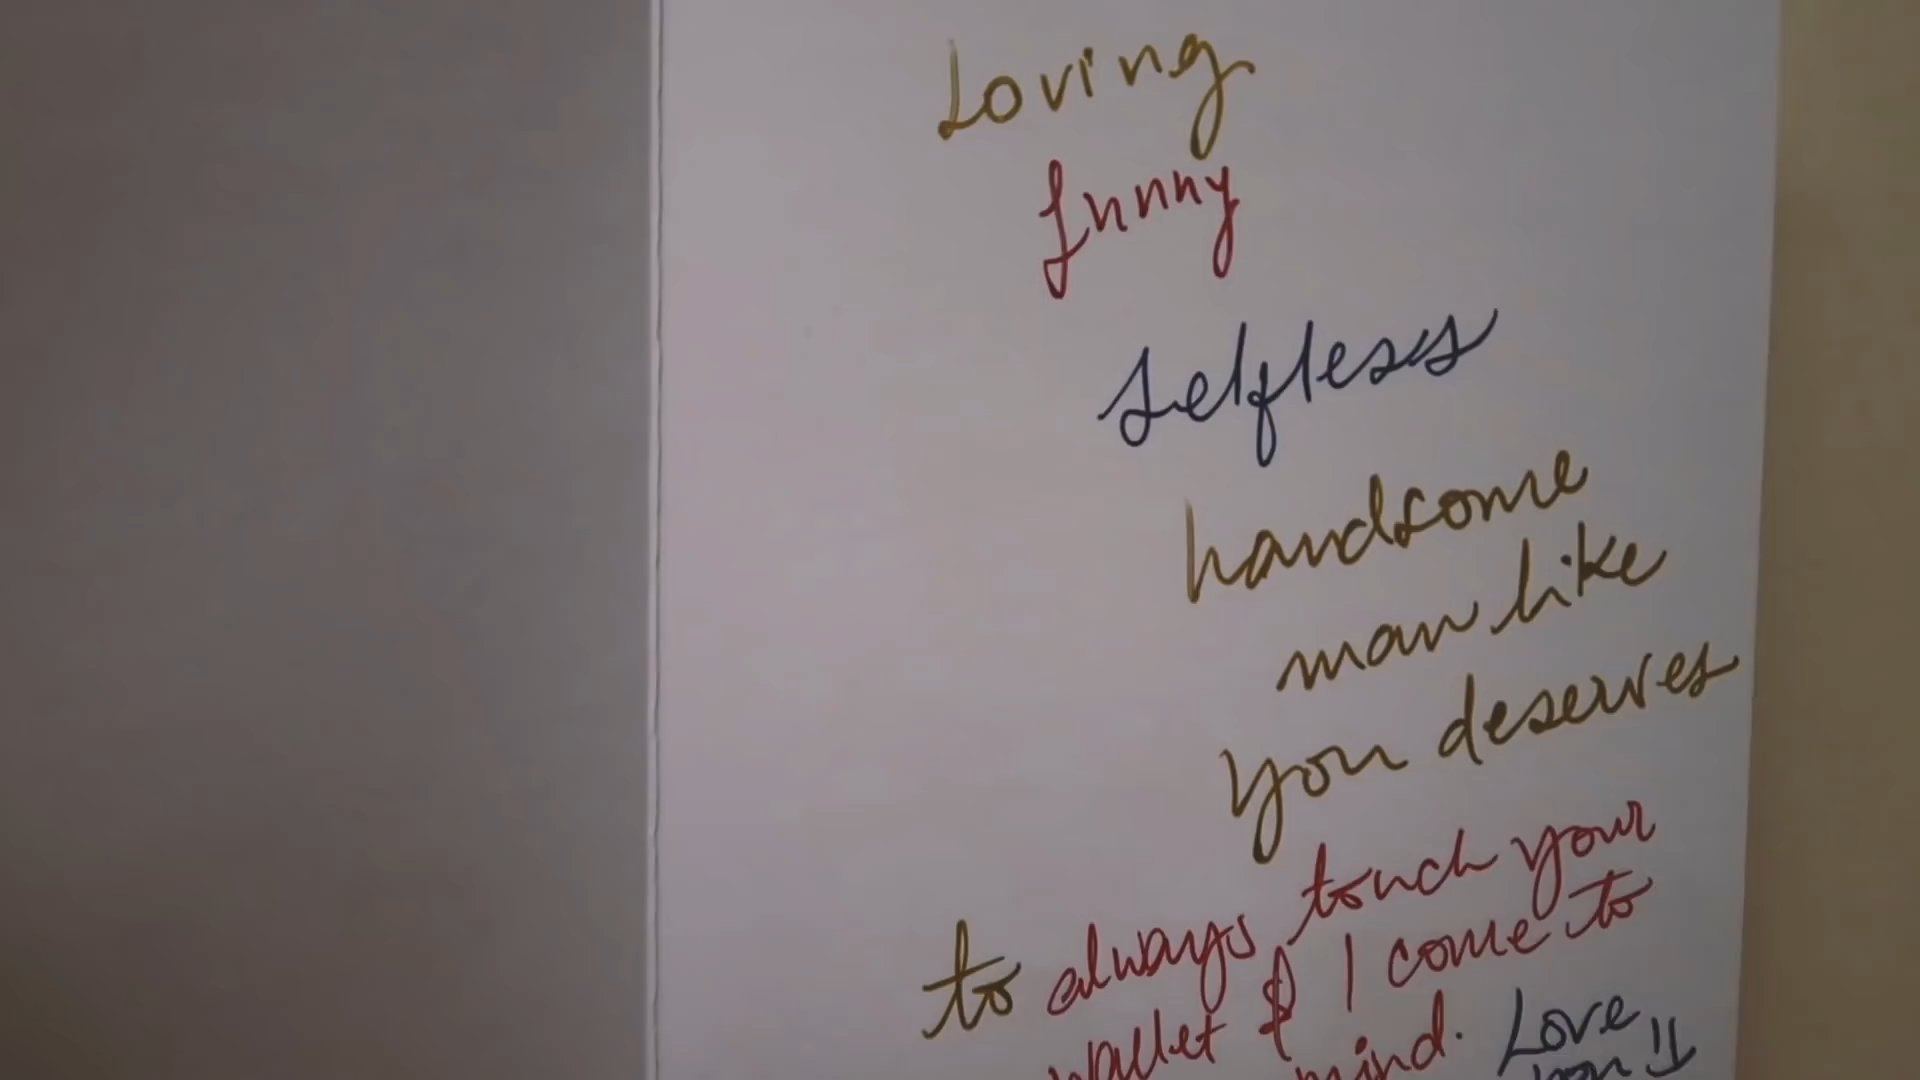 Loving
funny
selfless
handsome
man like
you deserves
to always touch your
wallet & I come to
mind. Love